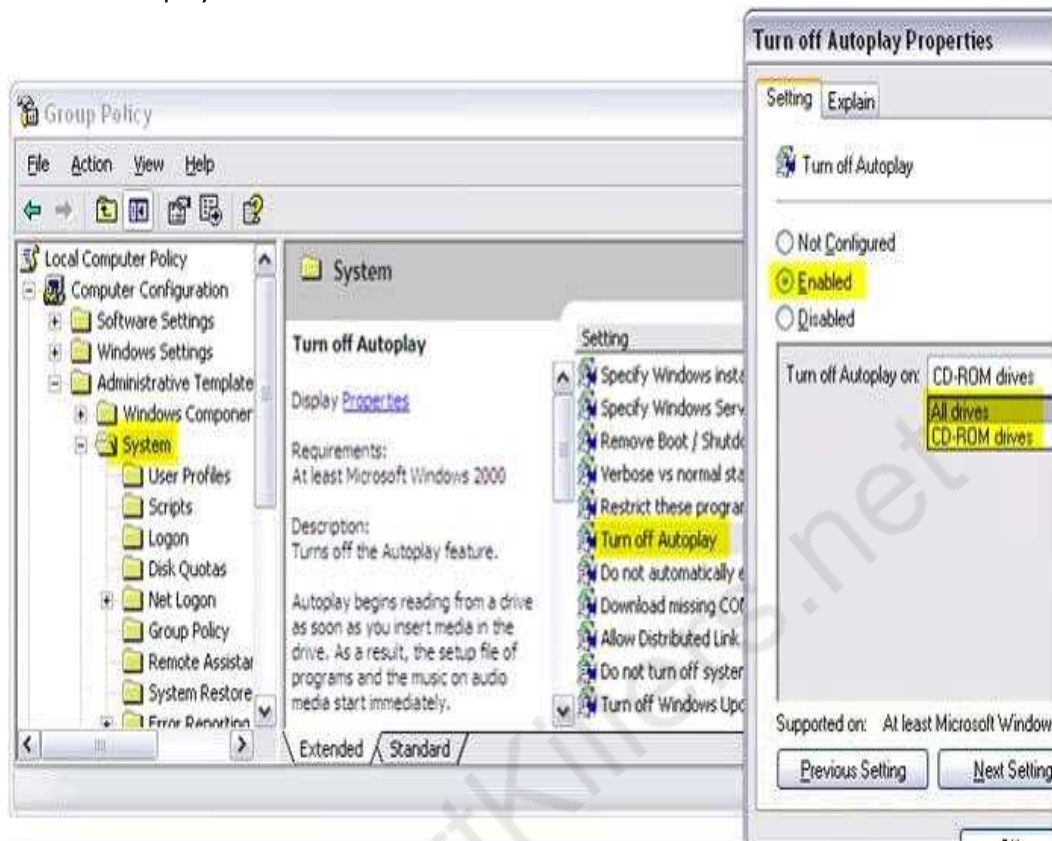 Group Policy
File Action View Help
Local Computer Policy
Computer Configuration
Software Settings
Windows Settings
Administrative Template
Windows Componer
System
User Profiles
Scripts
Logon
Disk Quotas
Net Logon
Group Policy
Remote Assistar
System Restore
Error Reporting
System
Turn off Autoplay
Display Properties
Requirements:
At least Microsoft Windows 2000
Description:
Turns off the Autoplay feature.
Autoplay begins reading from a drive
as soon as you insert media in the
drive. As a result, the setup file of
programs and the music on audio
media start immediately.
Setting
Specify Windows insta
Specify Windows Serv
Remove Boot / Shutdo
Verbose vs normal sta
Restrict these program
Turn off Autoplay
Do not automatically e
Download missing COM
Allow Distributed Link
Do not turn off system
Turn off Windows Upd
Extended Standard
Turn off Autoplay Properties
Setting Explain
Turn off Autoplay
Not Configured
Enabled
Disabled
Turn off Autoplay on: CD-ROM drives
All drives
CD-ROM drives
Supported on: At least Microsoft Window
Previous Setting Next Setting